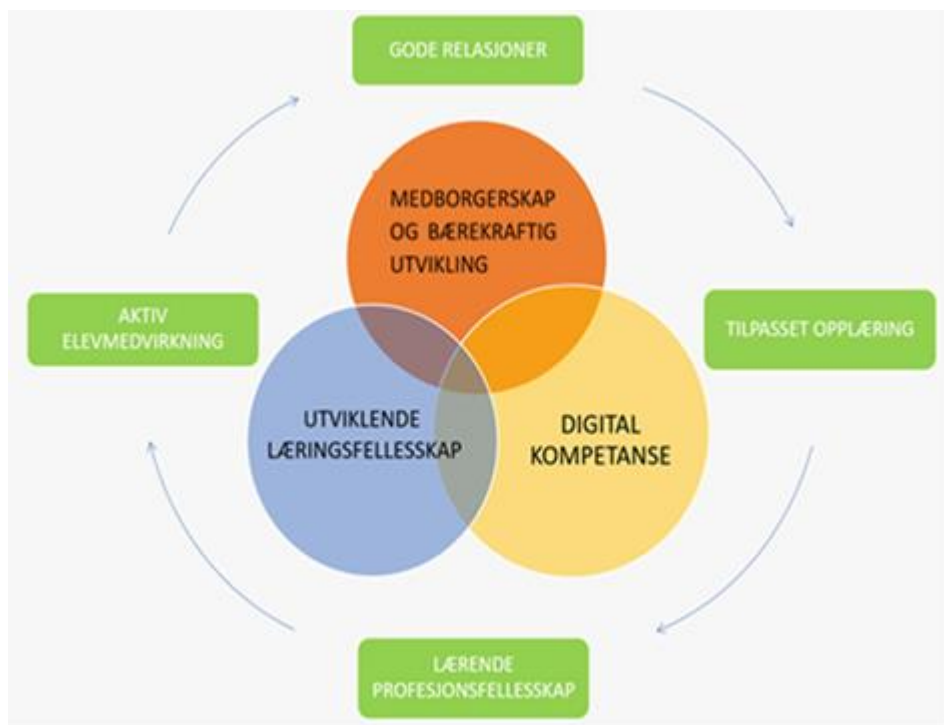 GODE RELASJONER
MEDBORGERSKAP
OG BÆREKRAFTIG
UTVIKLING
AKTIV
ELEVMEDVIRKNING
TILPASSET OPPLÆRING
UTVIKLENDE
LÆRINGSFELLESSKAP
DIGITAL
KOMPETANSE
LÆRENDE
PROFESJONSFELLESSKAP